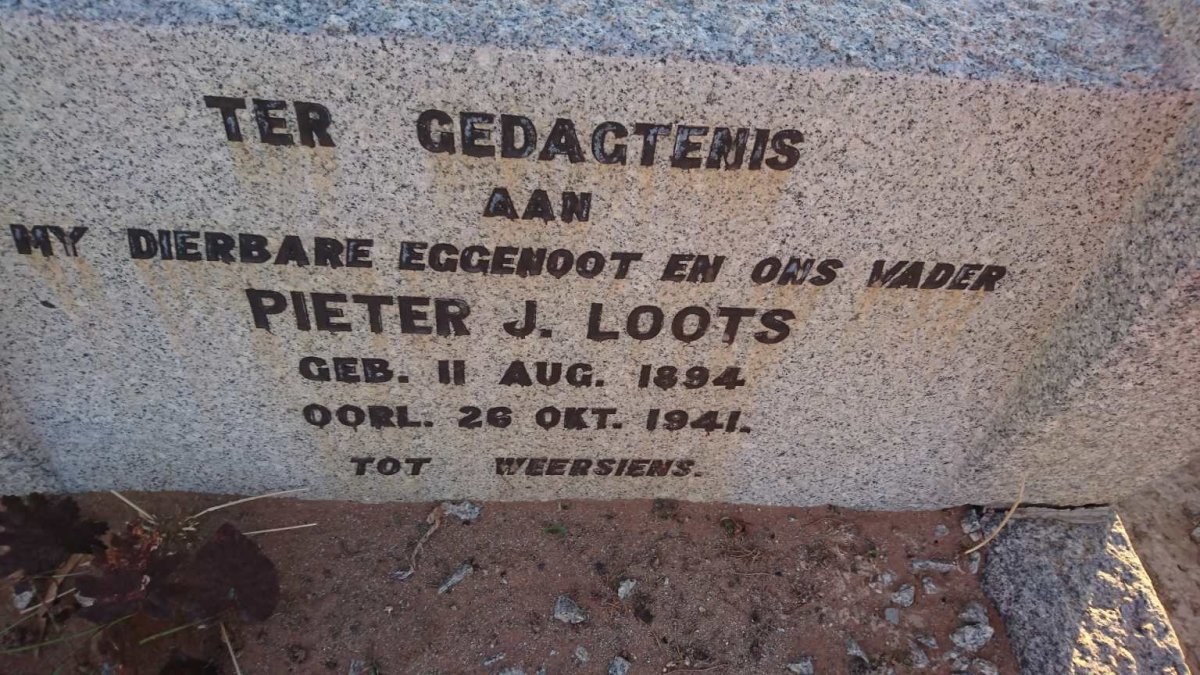 TER GEDAGTENIS
AAN
MY DIERBARE EGGENOOT EN ONS VADER
PIETER J. LOOTS
GEB. 11 AUG. 1894
OORL. 26 OKT. 1941.
TOT WEERSIENS.